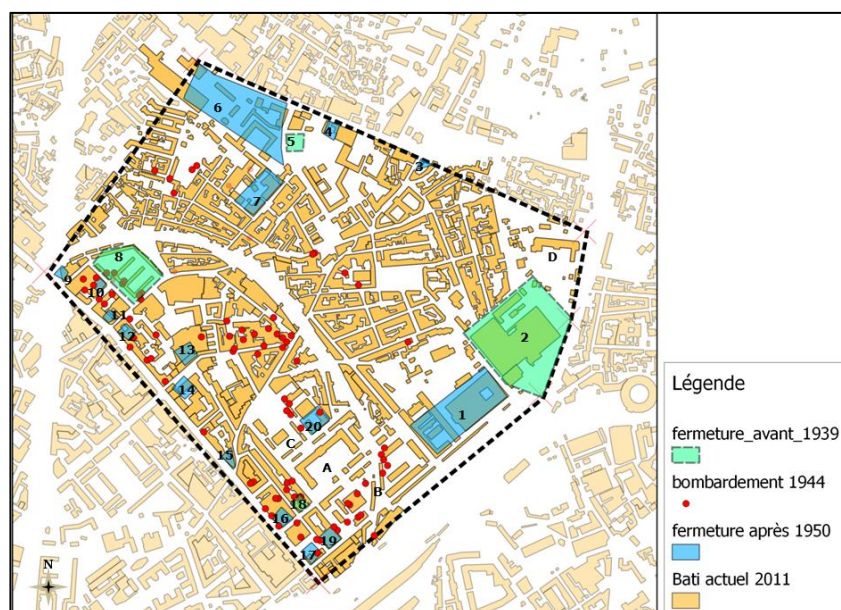 6
5
4
3
7
D
8
9
10
11
12
2
13
14
1
20
C
15
A
B
18
16
19
17
N
Légende
fermeture_avant_1939
bombardement 1944
fermeture après 1950
Bati actuel 2011